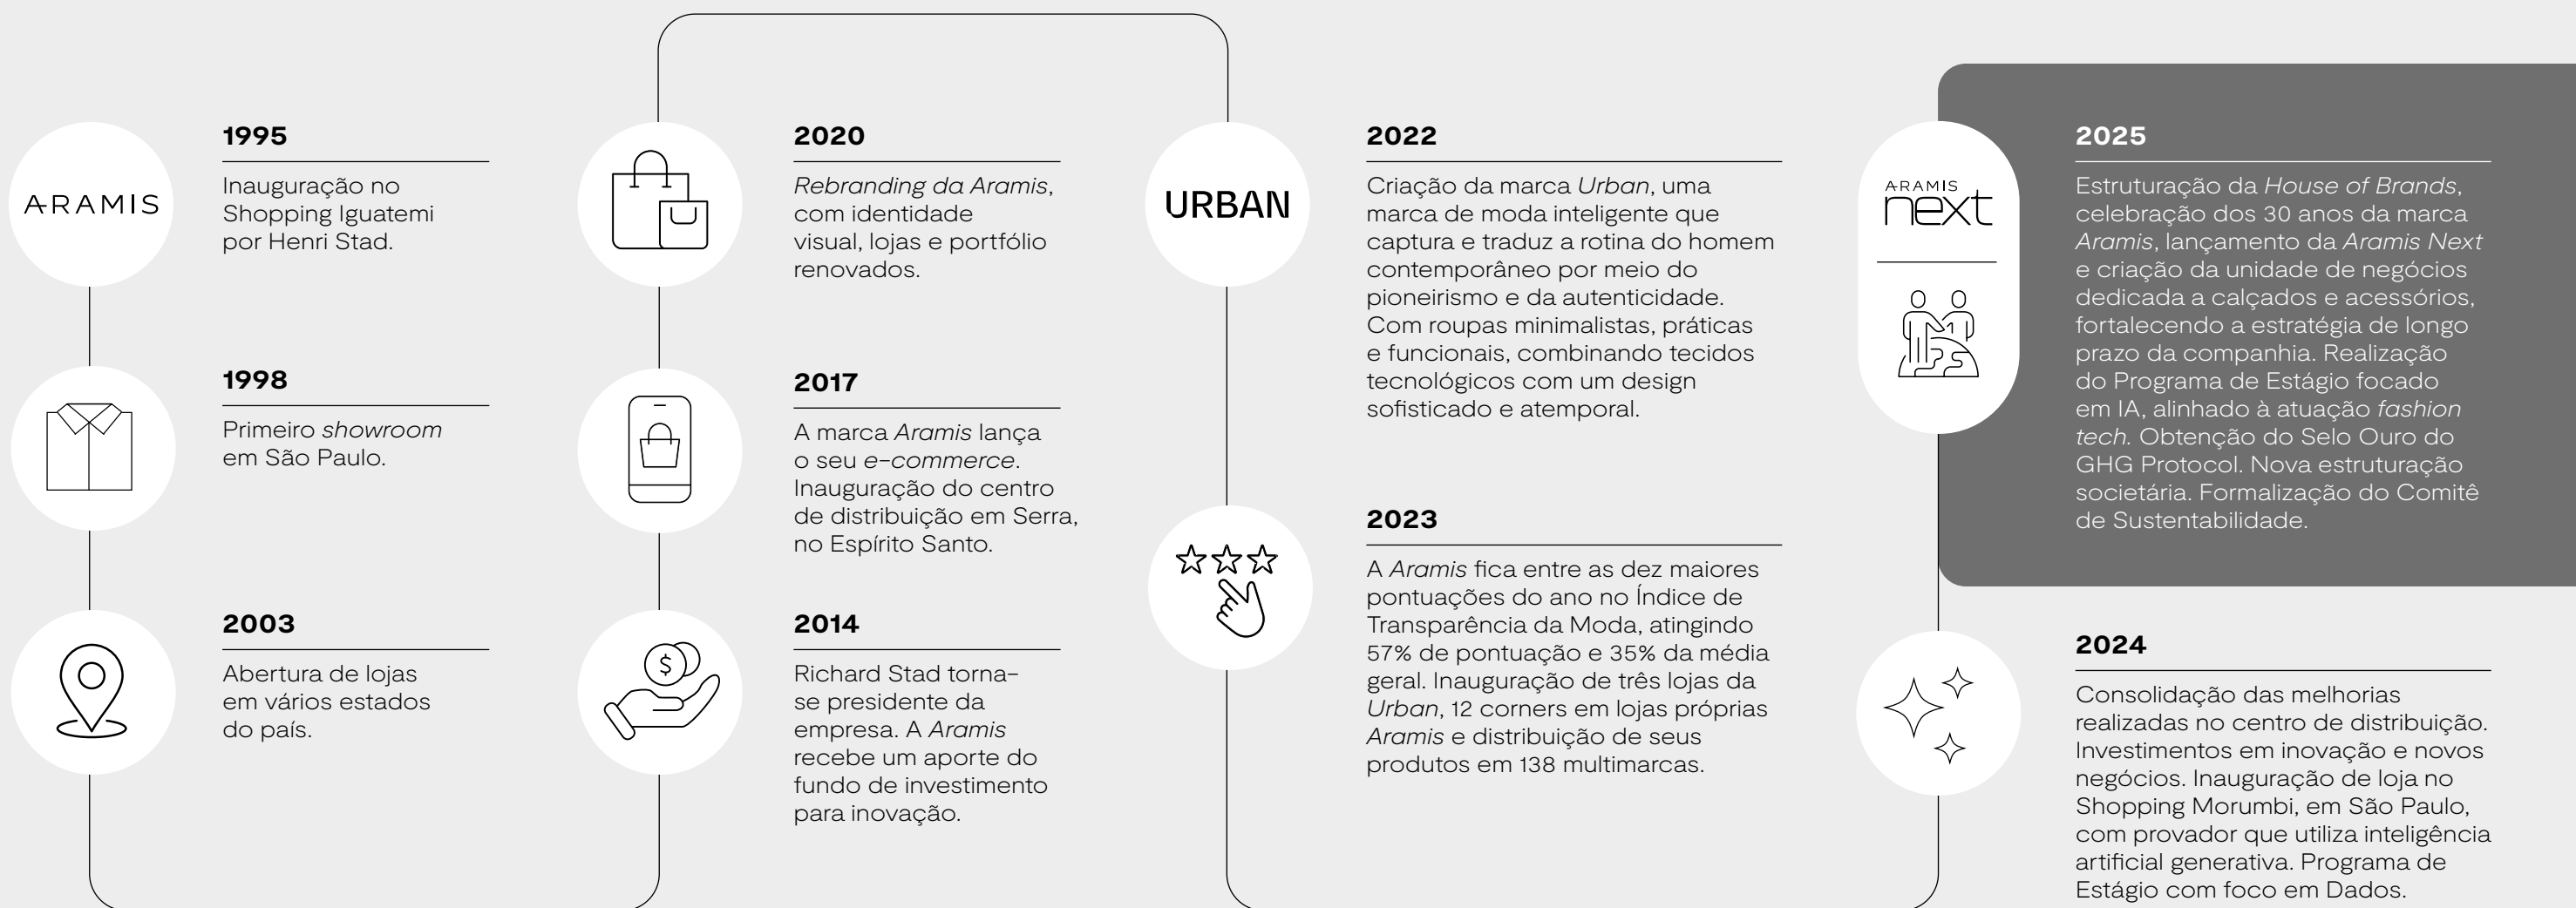 ARAMIS
1995
Inauguração no
Shopping Iguatemi
por Henri Stad.
1998
Primeiro showroom
em São Paulo.
2003
Abertura de lojas
em vários estados
do país.
$
2014
Richard Stad torna-
se presidente da
empresa. A Aramis
recebe um aporte do
fundo de investimento
para inovação.
2017
A marca Aramis lança
o seu e-commerce.
Inauguração do centro
de distribuição em Serra,
no Espírito Santo.
2020
Rebranding da Aramis,
com identidade
visual, lojas e portfólio
renovados.
URBAN
2022
Criação da marca Urban, uma
marca de moda inteligente que
captura e traduz a rotina do homem
contemporâneo por meio do
pioneirismo e da autenticidade.
Com roupas minimalistas, práticas
e funcionais, combinando tecidos
tecnológicos com um design
sofisticado e atemporal.
2023
A Aramis fica entre as dez maiores
pontuações do ano no Índice de
Transparência da Moda, atingindo
57% de pontuação e 35% da média
geral. Inauguração de três lojas da
Urban, 12 corners em lojas próprias
Aramis e distribuição de seus
produtos em 138 multimarcas.
2024
Consolidação das melhorias
realizadas no centro de distribuição.
Investimentos em inovação e novos
negócios. Inauguração de loja no
Shopping Morumbi, em São Paulo,
com provador que utiliza inteligência
artificial generativa. Programa de
Estágio com foco em Dados.
ARAMIS
next
2025
Estruturação da House of Brands,
celebração dos 30 anos da marca
Aramis, lançamento da Aramis Next
e criação da unidade de negócios
dedicada a calçados e acessórios,
fortalecendo a estratégia de longo
prazo da companhia. Realização
do Programa de Estágio focado
em IA, alinhado à atuação fashion
tech. Obtenção do Selo Ouro do
GHG Protocol. Nova estruturação
societária. Formalização do Comitê
de Sustentabilidade.